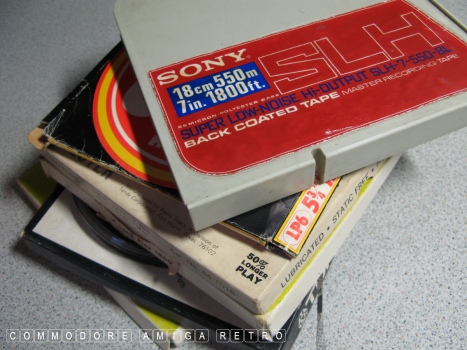 SONY
SLH
18cm 550m
7in. 1800ft.
SUPER LOW-NOISE HI-OUTPUT SLH-7-550-BL
BACK COATED TAPE MASTER RECORDING TAPE
LP6 5¾
76102
50% LONGER PLAY
LUBRICATED • STATIC FREE
COMMODORE AMIGA RETRO